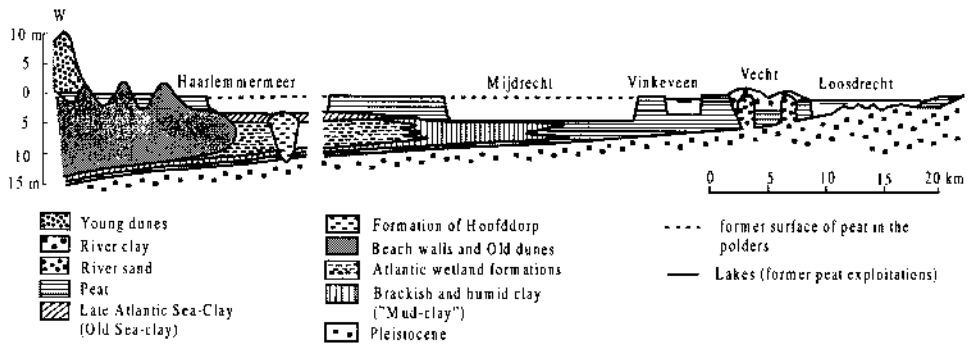 W
10 m
5
0
5
10
15 m
Haarlemmermeer
Mijdrecht
Vinkeveen
Vecht
Loosdrecht
0 5 10 15 20 km
Young dunes
River clay
River sand
Peat
Late Atlantic Sea-Clay
(Old Sea-clay)
Formation of Hoofddorp
Beach walls and Old dunes
Atlantic wetland formations
Brackish and humid clay
("Mud-clay")
Pleistocene
former surface of peat in the
polders
Lakes (former peat exploitations)